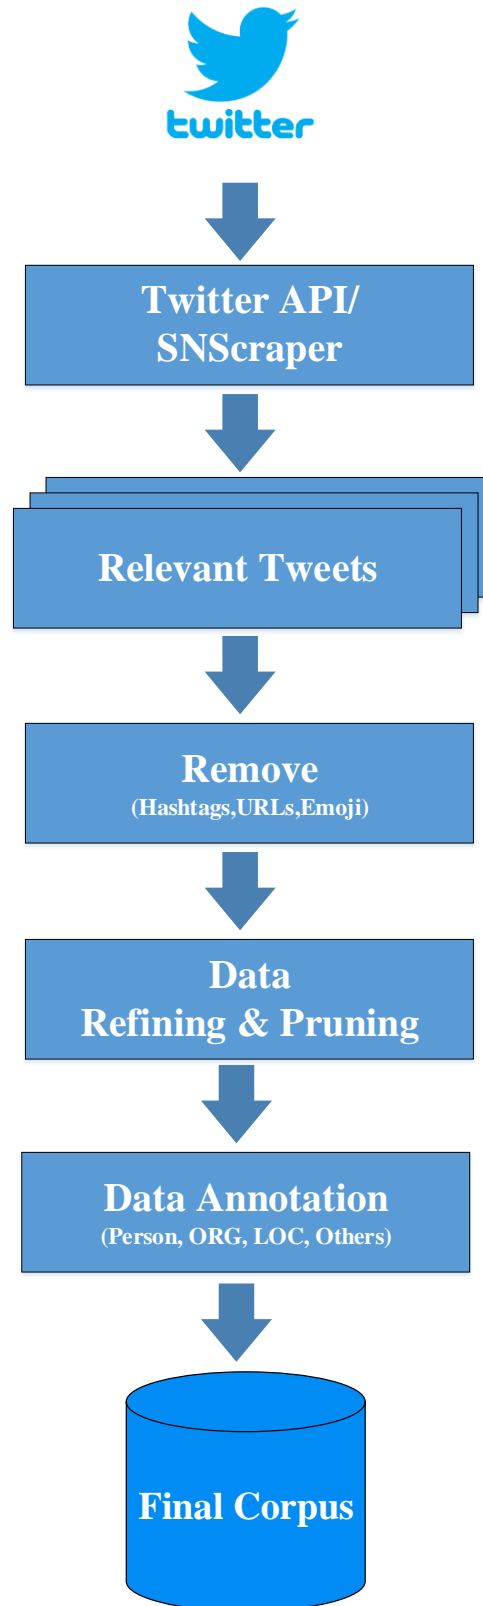 twitter
Twitter API/
SNScraper
Relevant Tweets
Remove
(Hashtags,URLs,Emoji)
Data
Refining & Pruning
Data Annotation
(Person, ORG, LOC, Others)
Final Corpus